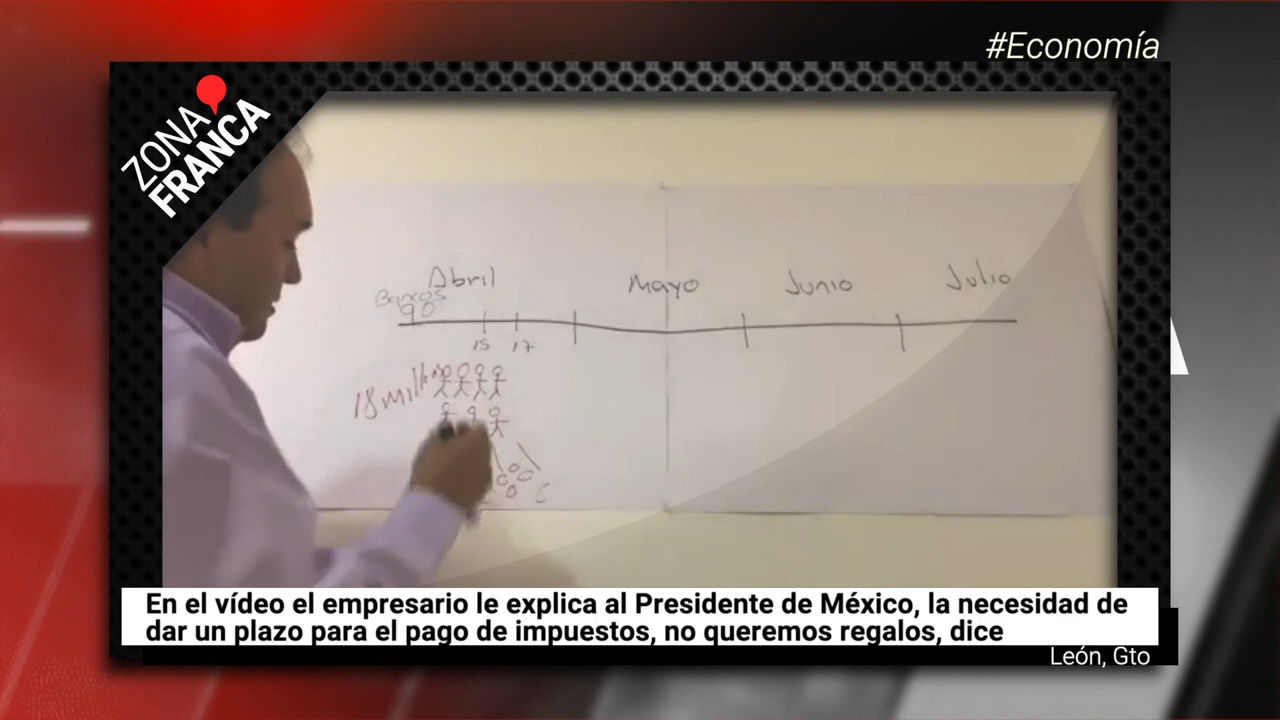 #Economía
ZONA
FRANCA
Abril
Mayo
Junio
Julio
Bancos
90
15
17
18 mill
En el vídeo el empresario le explica al Presidente de México, la necesidad de
dar un plazo para el pago de impuestos, no queremos regalos, dice
León, Gto